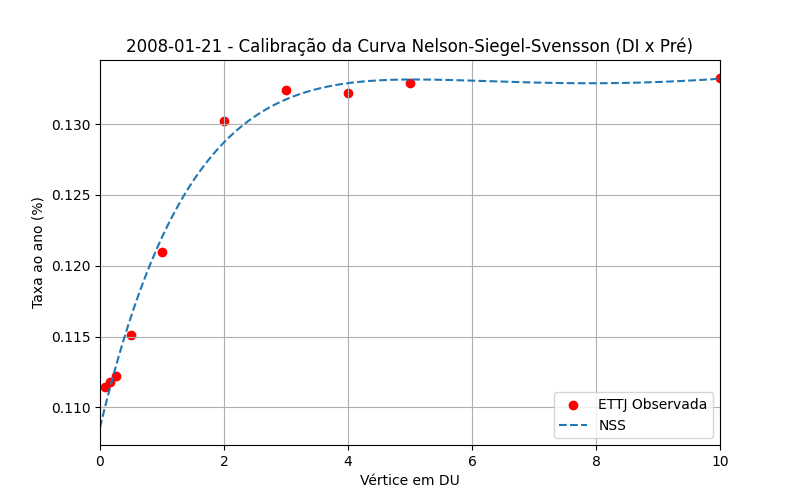 2008-01-21 - Calibração da Curva Nelson-Siegel-Svensson (DI x Pré)
Taxa ao ano (%)
0.130
0.125
0.120
0.115
0.110
0 2 4 6 8 10
Vértice em DU
ETTJ Observada
NSS